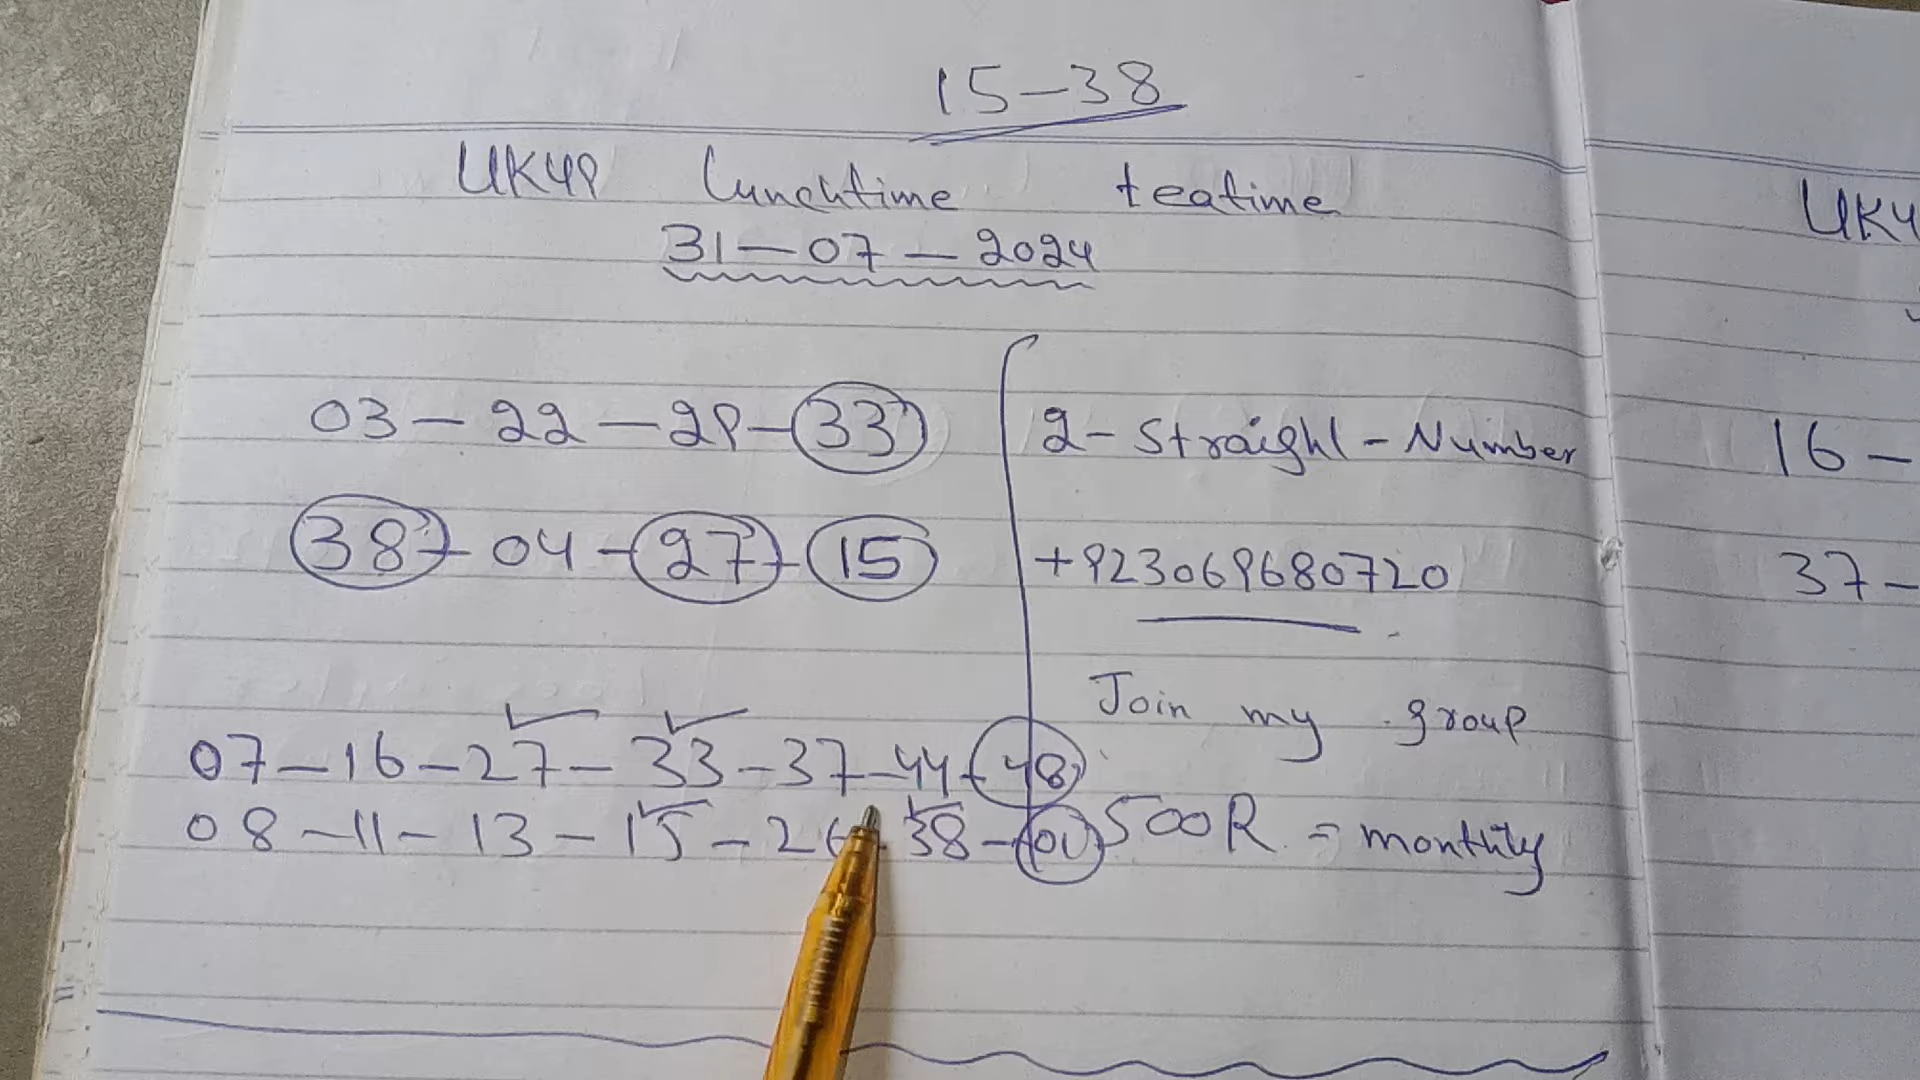 15-38
UK49 Lunchtime teatime
31-07-2024
03-22-29-33
38-04-27-15
07-16-27-33-37-44-48
08-11-13-15-26-38-01
2-Straight-Number
+923069680720
Join my group
500R = monthly
UK4
16-
37-